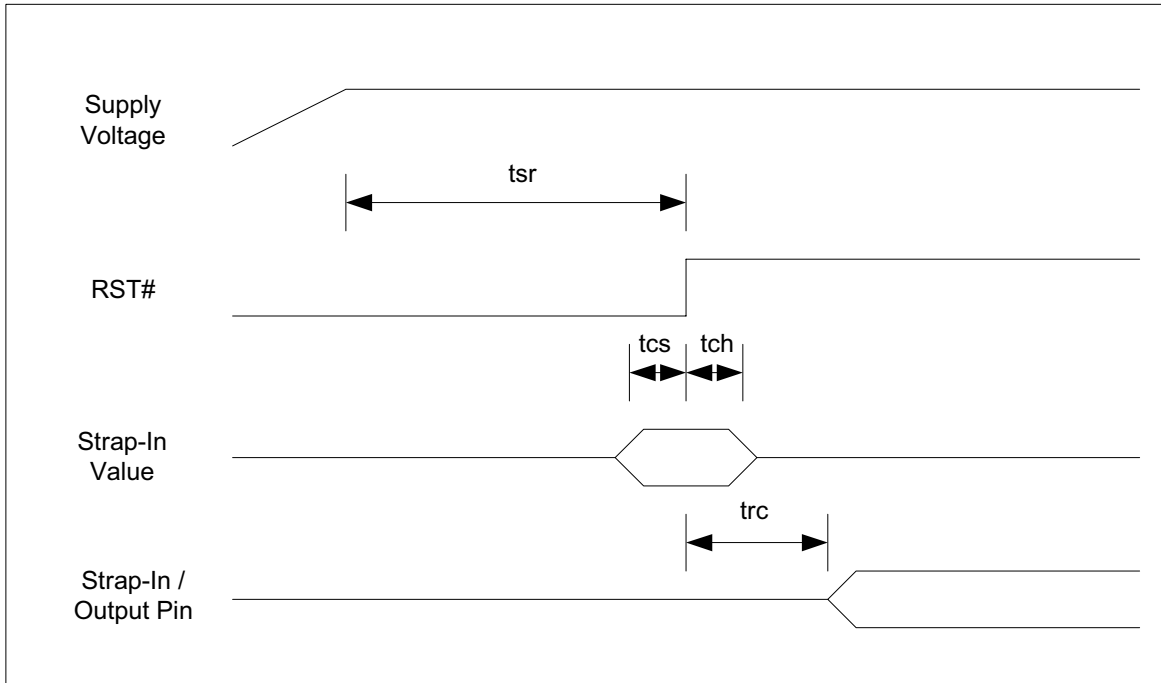 Supply
Voltage
tsr
RST#
tcs
tch
Strap-In
Value
trc
Strap-In /
Output Pin